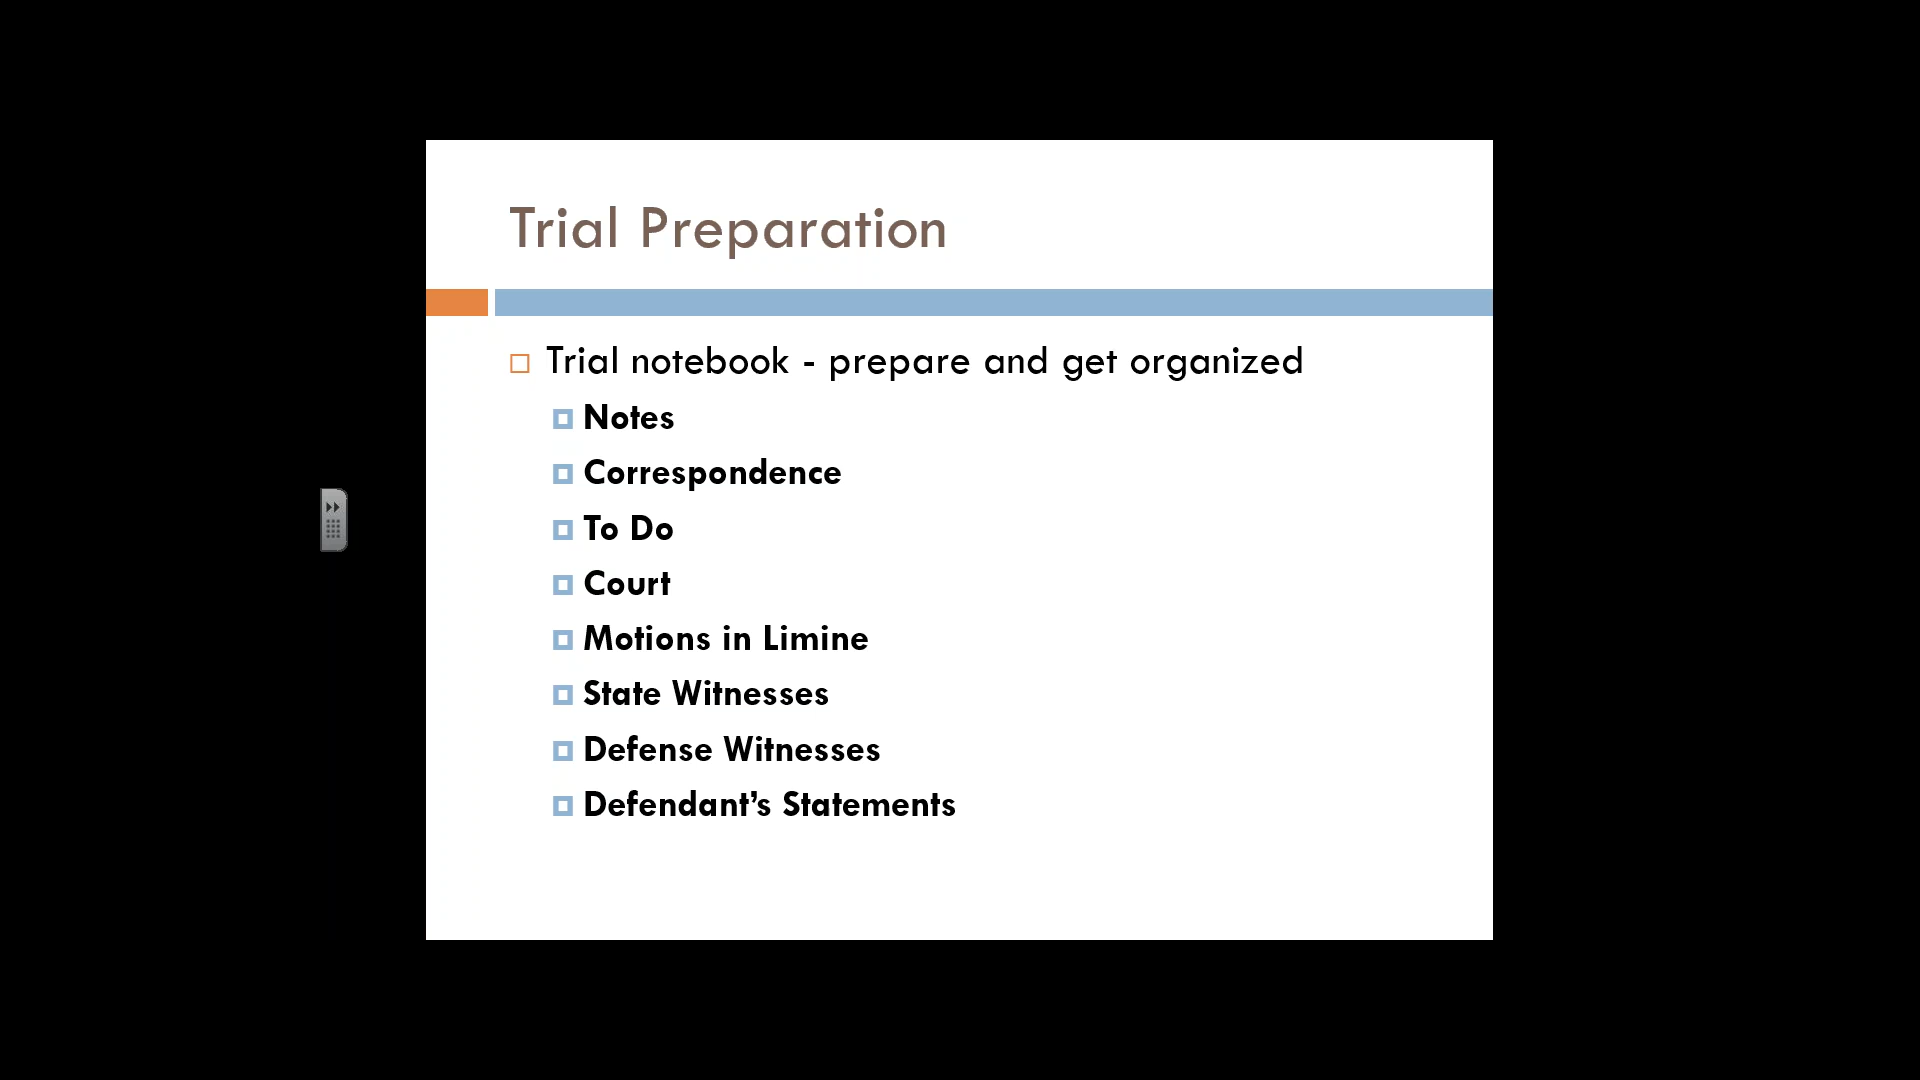 Trial Preparation
Trial notebook - prepare and get organized
Notes
Correspondence
To Do
Court
Motions in Limine
State Witnesses
Defense Witnesses
Defendant’s Statements